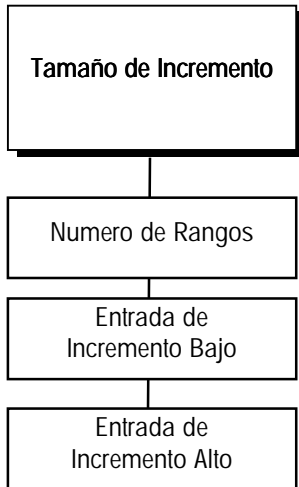 Tamaño de Incremento
Numero de Rangos
Entrada de
Incremento Bajo
Entrada de
Incremento Alto